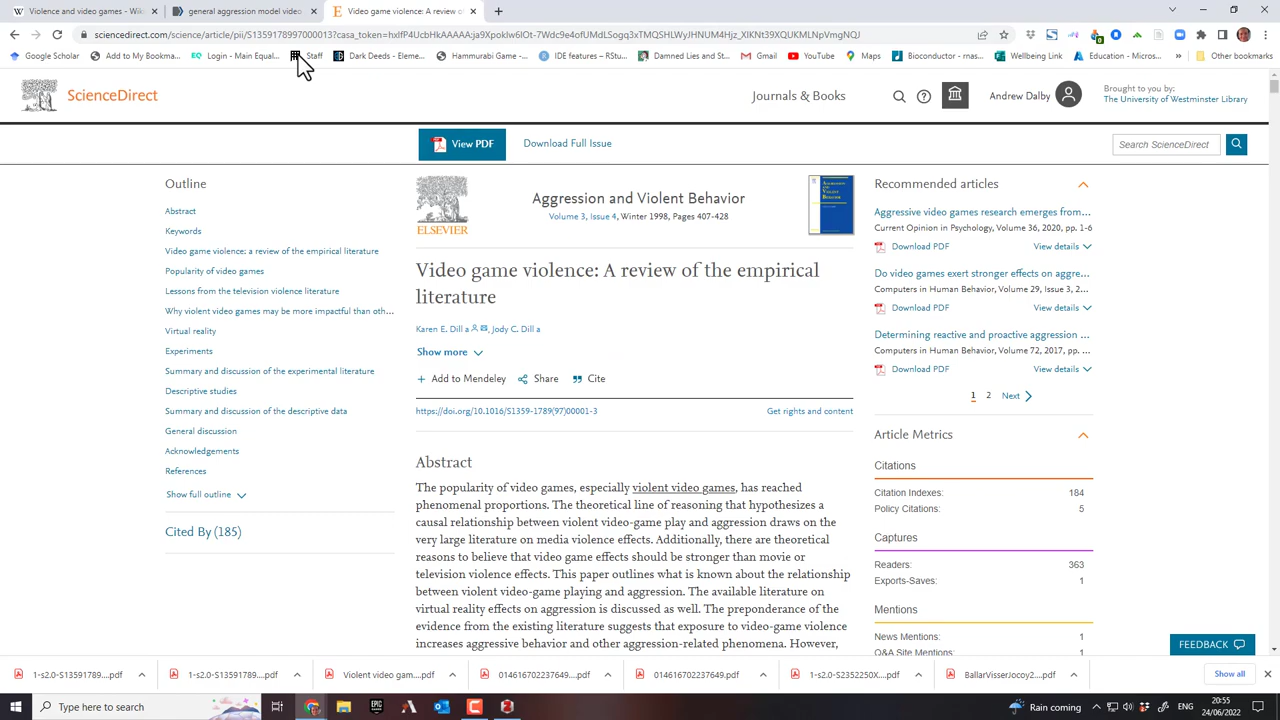 Violence and video games - Wiki
general aggression model video
Video game violence: A review of
sciencedirect.com/science/article/pii/S1359178997000013?casa_token=
Google Scholar
Add to My Bookma...
Login - Main Equal...
Staff
Dark Deeds - Eleme...
Hammurabi Game -...
IDE features – RStu...
Damned Lies and St...
Gmail
YouTube
Maps
Bioconductor - mas...
Wellbeing Link
Education - Micros...
»
Other bookmarks
ScienceDirect
Journals & Books
Andrew Dalby
Brought to you by:
The University of Westminster Library
View PDF
Download Full Issue
Search ScienceDirect
Outline
Abstract
Keywords
Video game violence: a review of the empirical literature
Popularity of video games
Lessons from the television violence literature
Why violent video games may be more impactful than oth...
Virtual reality
Experiments
Summary and discussion of the experimental literature
Descriptive studies
Summary and discussion of the descriptive data
General discussion
Acknowledgements
References
Show full outline
Cited By (185)
ELSEVIER
Aggression and Violent Behavior
Volume 3, Issue 4, Winter 1998, Pages 407-428
Video game violence: A review of the empirical
literature
Karen E. Dill a, Jody C. Dill a
Show more
+ Add to Mendeley
Share
Cite
https://doi.org/10.1016/S1359-1789(97)00001-3
Get rights and content
Abstract
The popularity of video games, especially violent video games, has reached
phenomenal proportions. The theoretical line of reasoning that hypothesizes a
causal relationship between violent video-game play and aggression draws on the
very large literature on media violence effects. Additionally, there are theoretical
reasons to believe that video game effects should be stronger than movie or
television violence effects. This paper outlines what is known about the relationship
between violent video-game playing and aggression. The available literature on
virtual reality effects on aggression is discussed as well. The preponderance of the
evidence from the existing literature suggests that exposure to video-game violence
increases aggressive behavior and other aggression-related phenomena. However,
Recommended articles
Aggressive video games research emerges from...
Current Opinion in Psychology, Volume 36, 2020, pp. 1-6
Download PDF
View details
Do video games exert stronger effects on aggre...
Computers in Human Behavior, Volume 29, Issue 3, 2...
Download PDF
View details
Determining reactive and proactive aggression ...
Computers in Human Behavior, Volume 72, 2017, pp. ...
Download PDF
View details
1 2 Next
Article Metrics
Citations
Citation Indexes: 184
Policy Citations: 5
Captures
Readers: 363
Exports-Saves: 1
Mentions
News Mentions: 1
Q&A Site Mentions: 1
FEEDBACK
1-s2.0-S13591789....pdf
1-s2.0-S13591789....pdf
Violent video gam....pdf
01461670223764​9....pdf
014616702237649.pdf
1-s2.0-S2352250X....pdf
BallarVisserJocoy2....pdf
Show all
Type here to search
EPIC
Rain coming
20:55
24/06/2022